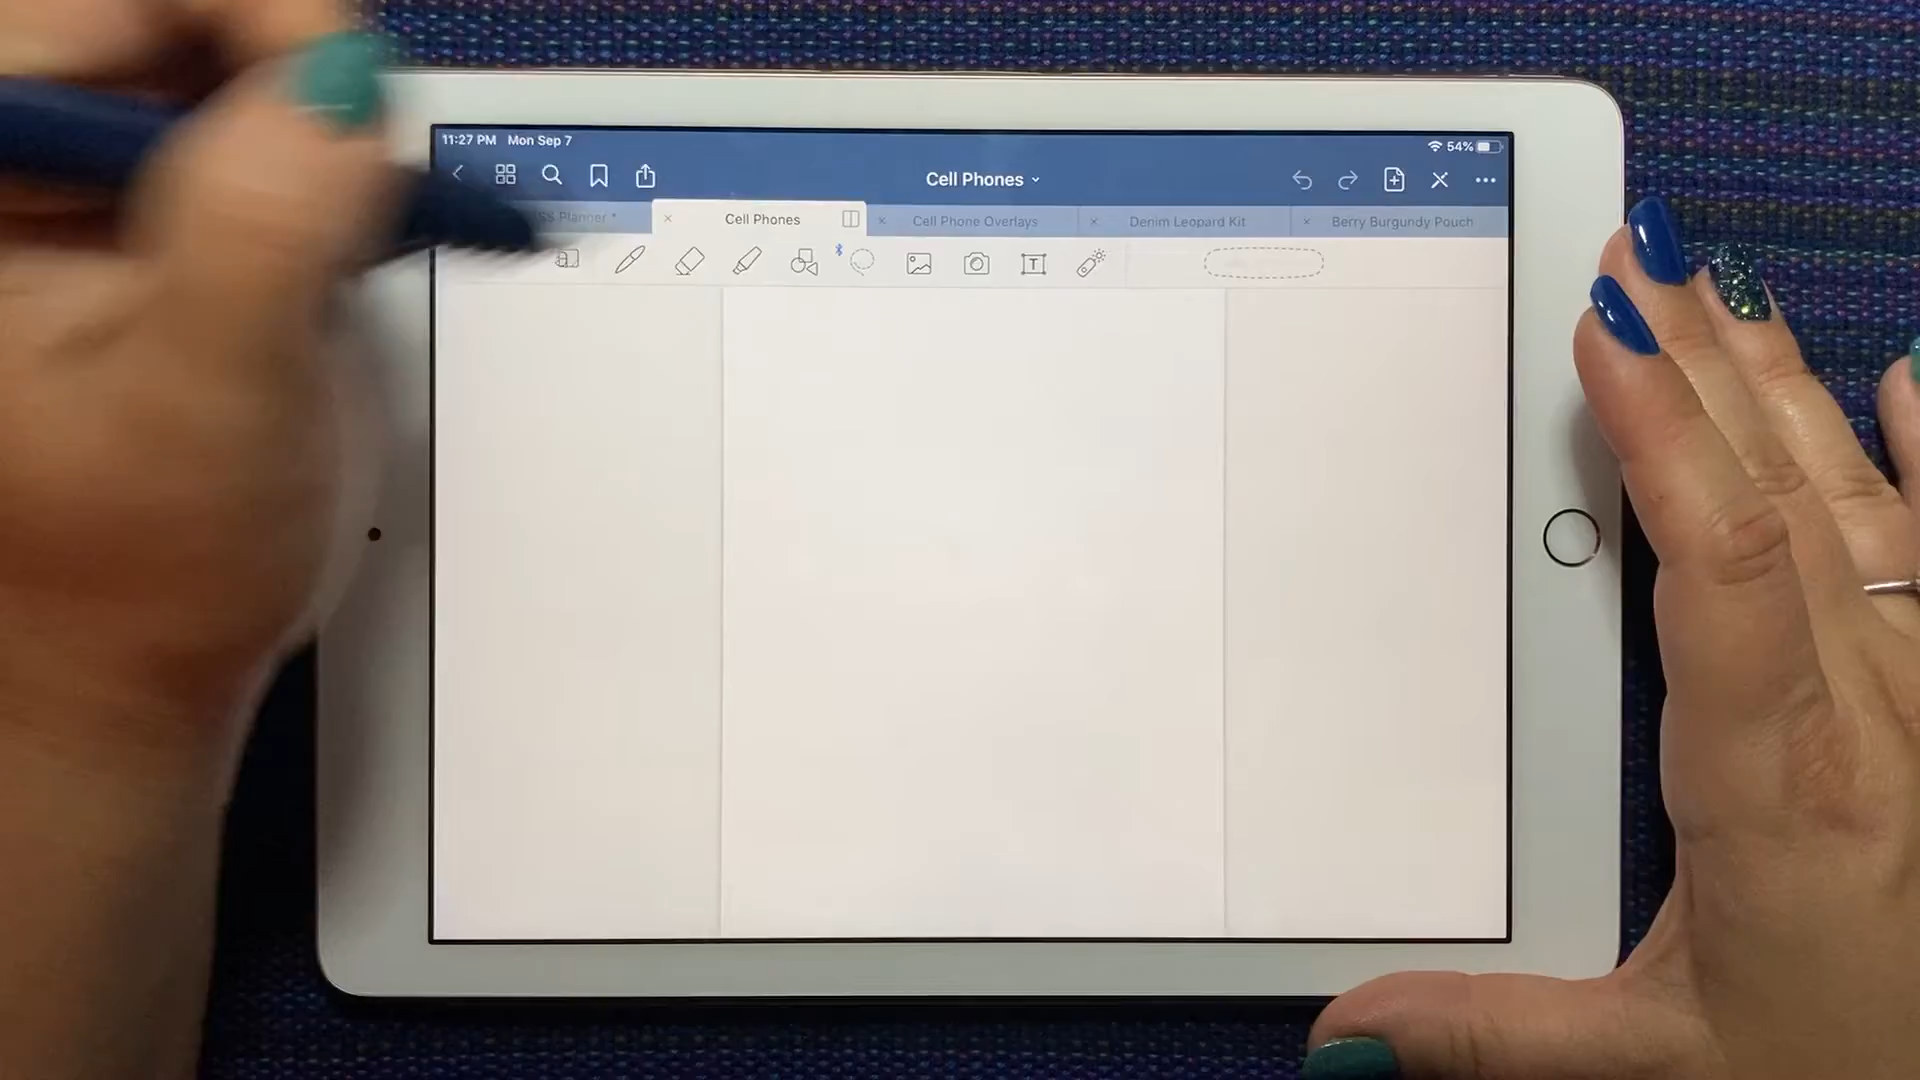 11:27 PM Mon Sep 7
54%
Cell Phones
Planner *
Cell Phones
Cell Phone Overlays
Denim Leopard Kit
Berry Burgundy Pouch
T